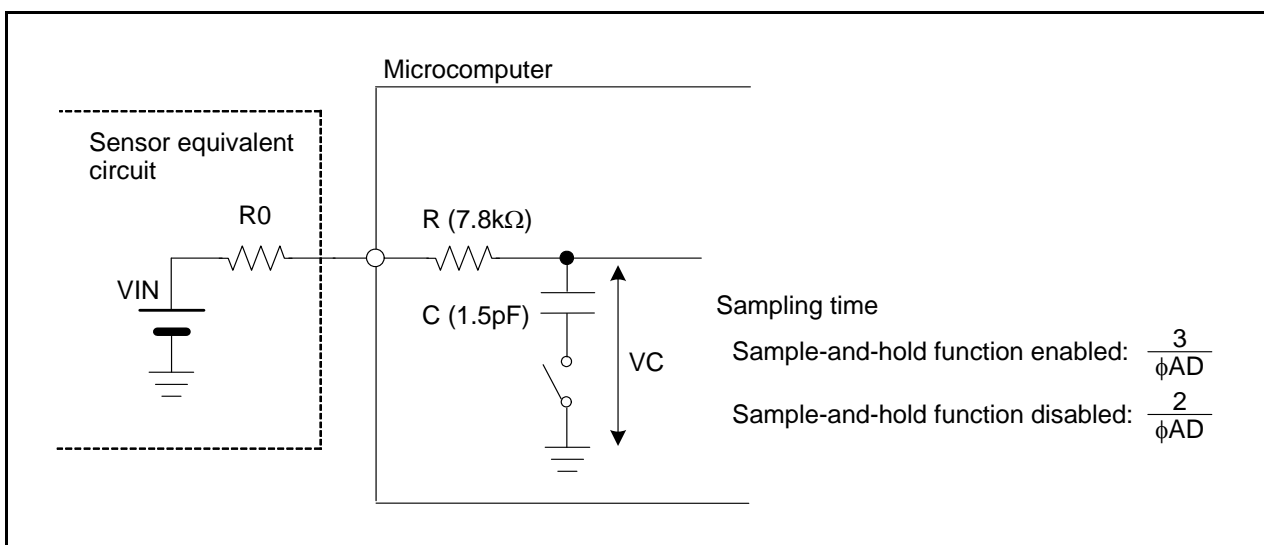 Microcomputer
Sensor equivalent
circuit
R0
R (7.8kΩ)
VIN
C (1.5pF)
VC
Sampling time
Sample-and-hold function enabled: 3/ϕAD
Sample-and-hold function disabled: 2/ϕAD